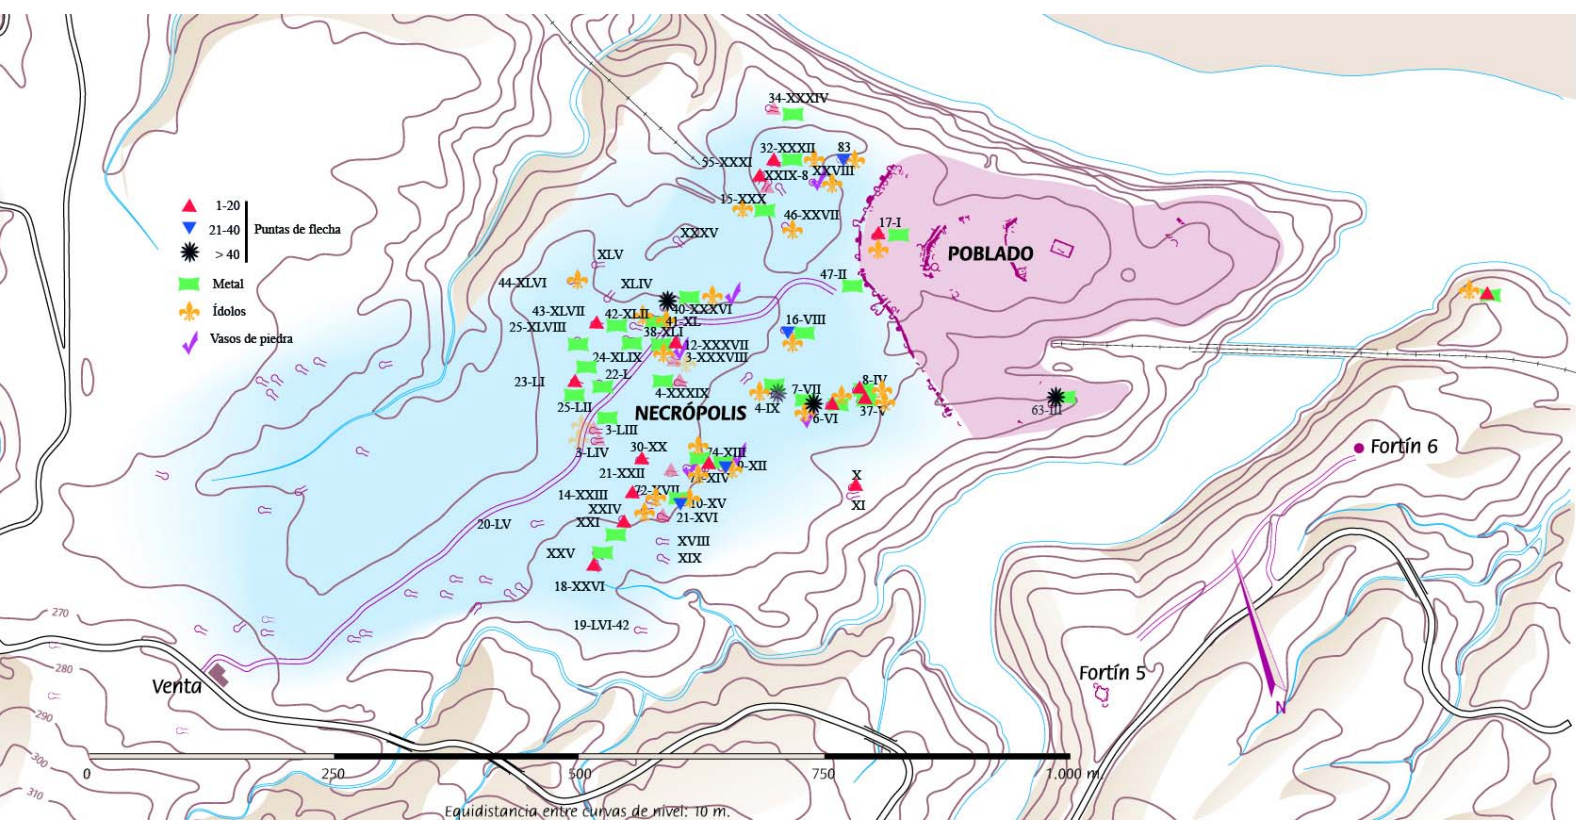 34-XXXIV
32-XXXII
83
55-XXXI
XXIX-8
XXVIII
15-XXX
46-XXVII
1-20
21-40
Puntas de flecha
> 40
17-I
XXXV
POBLADO
XLV
47-II
44-XLVI
XLIV
Metal
43-XLVII
42-XLII
40-XXXVI
Ídolos
25-XLVIII
41-XL
16-VIII
38-XLI
Vasos de piedra
12-XXXVII
24-XLIX
3-XXXVIII
23-LI
22-L
4-XXXIX
7-VII
8-IV
25-LII
4-IX
37-V
63-III
NECRÓPOLIS
6-VI
3-LIII
Fortín 6
3-LIV
30-XX
74-XIII
21-XXII
XIV
X
14-XXIII
72-XVII
10-XV
XI
XXIV
21-XVI
20-LV
XXI
XVIII
XXV
XIX
18-XXVI
270
19-LVI-42
280
Fortín 5
Venta
N
290
300
0
250
500
750
1.000 m.
310
Equidistancia entre curvas de nivel: 10 m.